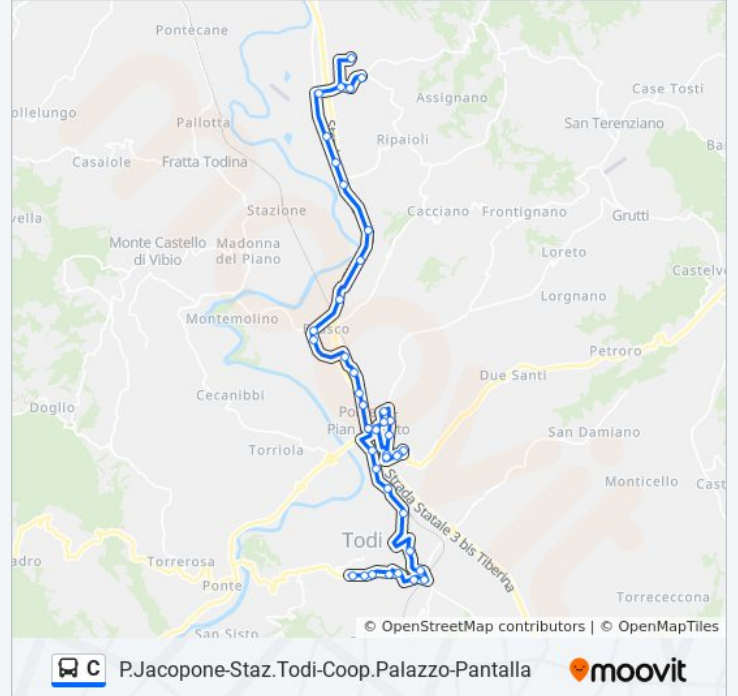 Pontecane
Case Tosti
ollelungo
Assignano
Pallotta
San Terenziano
Ripaioli
Ba
Casaiole
Fratta Todina
Stazione
Cacciano
Frontignano
Grutti
vella
Monte Castello
di Vibio
Madonna
del Piano
Loreto
Castelv
Lorgnano
Montemolino
Petroro
Due Santi
Cecanibbi
Doglio
Pian
San Damiano
Torriola
Monticello
Cast
Strada Statale 3 bis Tiberina
Todi
adro
Torrerosa
Ponte
Torrececcona
San Sisto
© OpenStreetMap contributors | © OpenMapTiles
C P.Jacopone-Staz.Todi-Coop.Palazzo-Pantalla
moovit